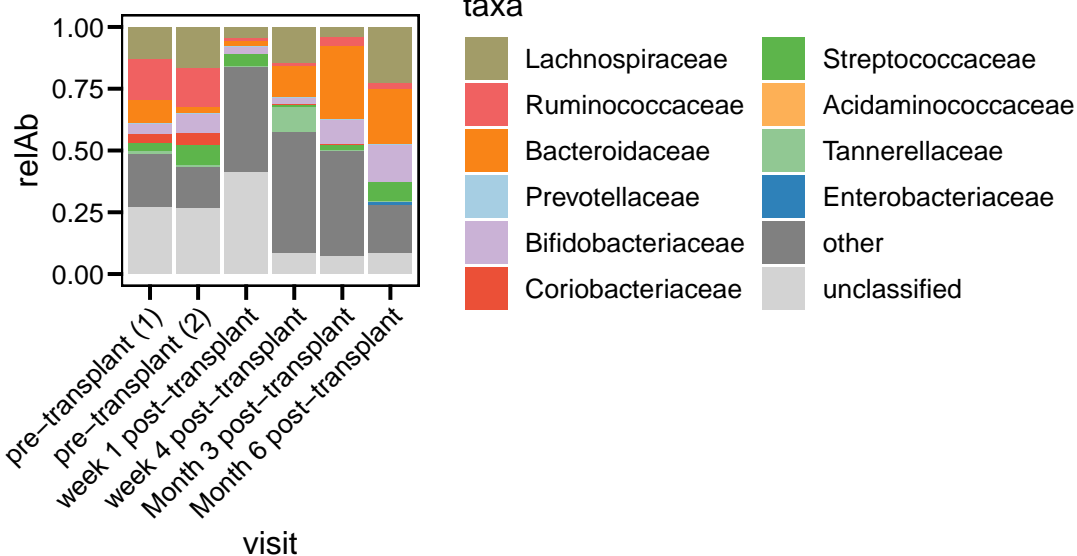 taxa
1.00
0.75
0.50
0.25
0.00
relAb
pre−transplant (1)
pre−transplant (2)
week 1 post−transplant
week 4 post−transplant
Month 3 post−transplant
Month 6 post−transplant
visit
Lachnospiraceae
Ruminococcaceae
Bacteroidaceae
Prevotellaceae
Bifidobacteriaceae
Coriobacteriaceae
Streptococcaceae
Acidaminococcaceae
Tannerellaceae
Enterobacteriaceae
other
unclassified